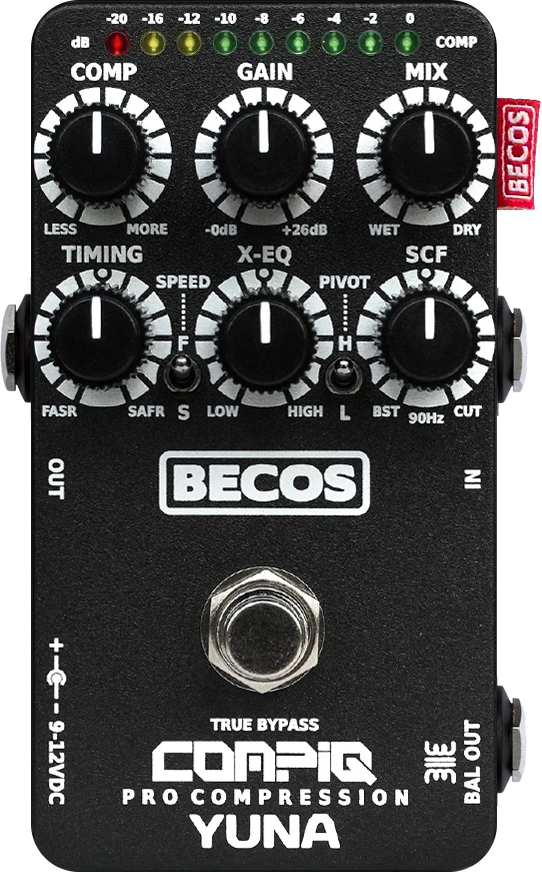 -20 -16 -12 -10 -8 -6 -4 -2 0
dB COMP
COMP GAIN MIX
BECOS
LESS MORE -0dB +26dB WET DRY
TIMING X-EQ SCF
SPEED PIVOT
F H
FASR SAFR S LOW HIGH L BST 90Hz CUT
OUT IN
BECOS
+ - 9-12VDC
BAL OUT
TRUE BYPASS
COMPIQ
PRO COMPRESSION
YUNA